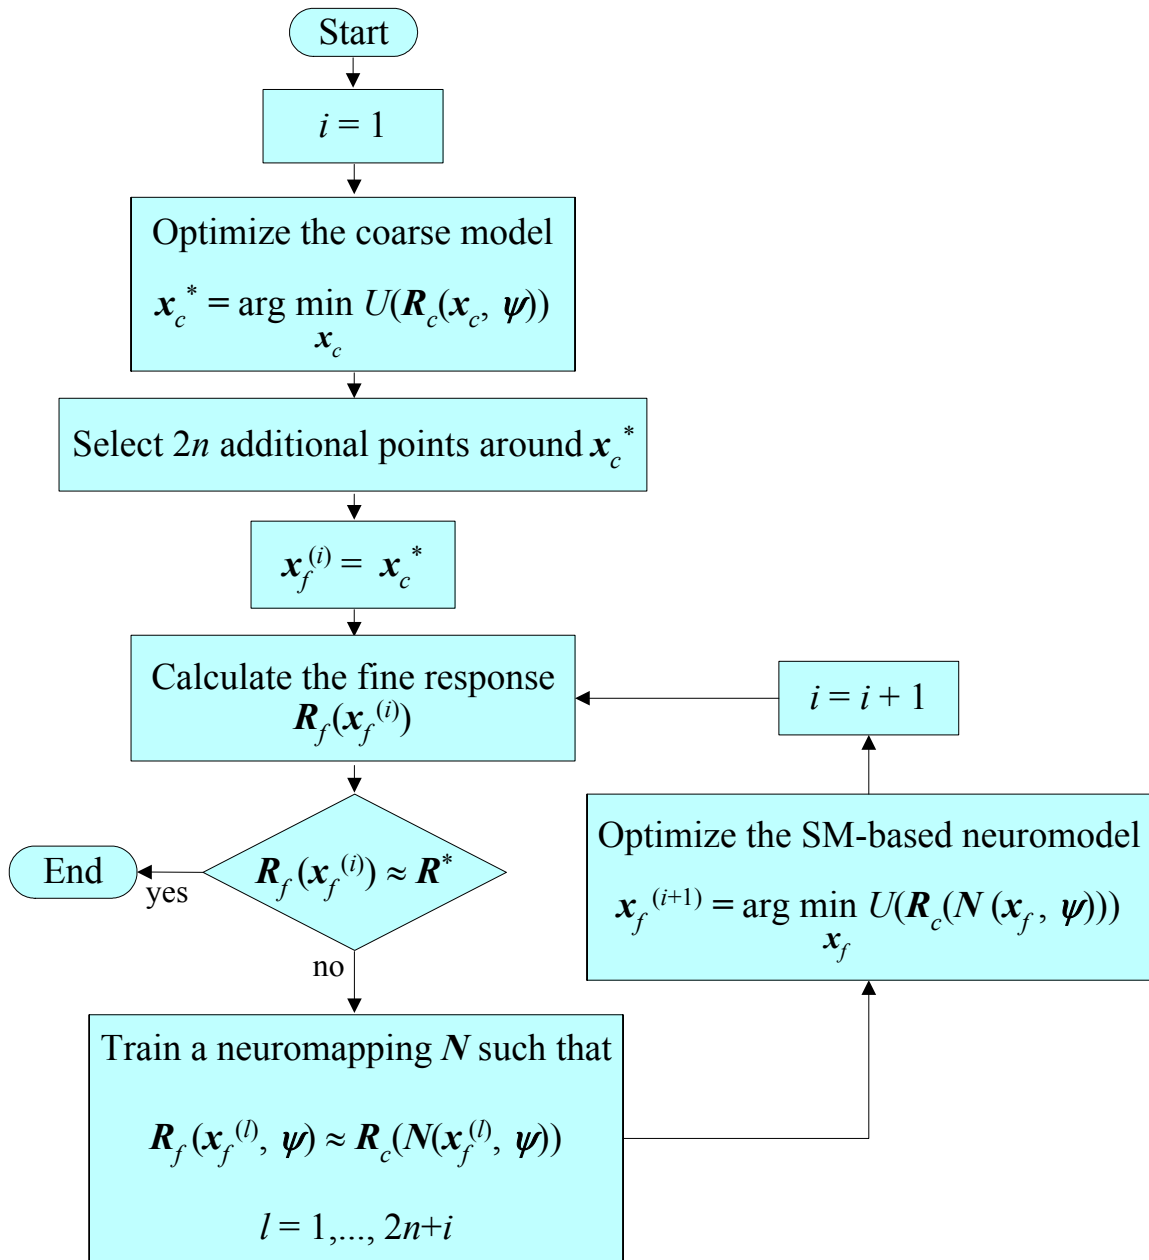 Start
i = 1
Optimize the coarse model
x_c^* = arg min U(R_c(x_c, ψ))
x_c
Select 2n additional points around x_c^*
x_f^(i) = x_c^*
Calculate the fine response
R_f(x_f^(i))
i = i + 1
R_f(x_f^(i)) ≈ R^*
yes
End
no
Train a neuromapping N such that
R_f(x_f^(l), ψ) ≈ R_c(N(x_f^(l), ψ))
l = 1,..., 2n+i
Optimize the SM-based neuromodel
x_f^(i+1) = arg min U(R_c(N (x_f, ψ)))
x_f